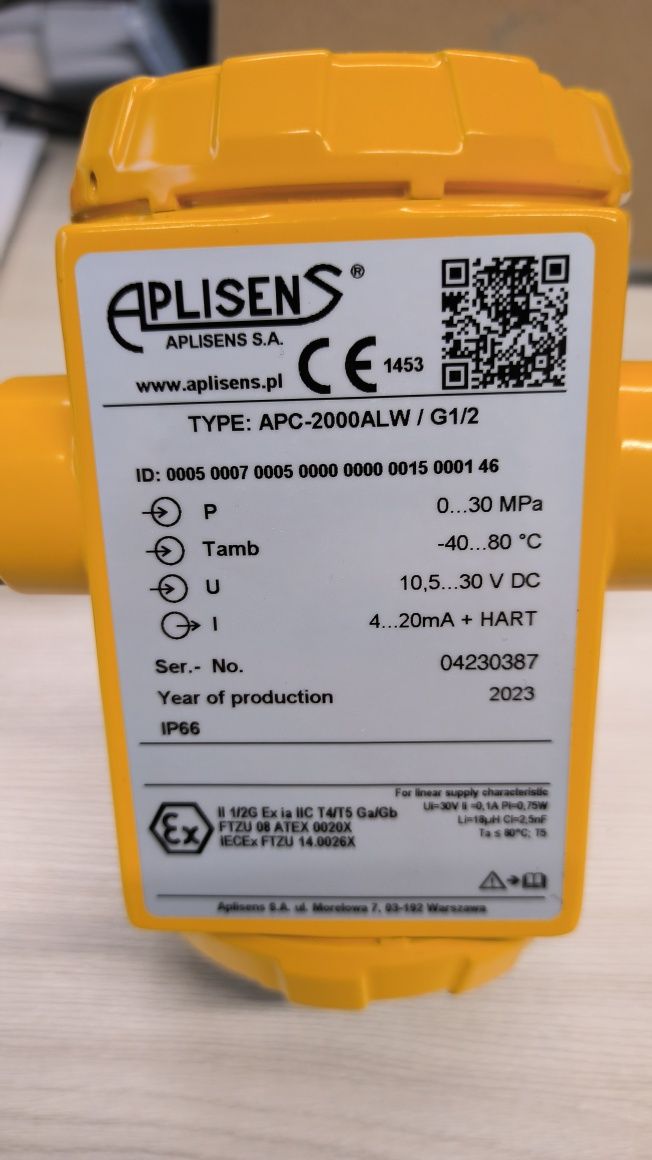 APLISENS®
APLISENS S.A.
www.aplisens.pl CE 1453
TYPE: APC-2000ALW / G1/2
ID: 0005 0007 0005 0000 0000 0015 0001 46
P 0...30 MPa
Tamb -40...80 °C
U 10,5...30 V DC
I 4...20mA + HART
Ser.- No. 04230387
Year of production 2023
IP66
For linear supply characteristic
Ui=30V Ii =0,1A Pi=0,75W
Li=18µH Ci=2,5nF
Ta ≤ 80°C; T5
Ex
II 1/2G Ex ia IIC T4/T5 Ga/Gb
FTZU 08 ATEX 0020X
IECEx FTZU 14.0026X
Aplisens S.A. ul. Morelowa 7, 03-192 Warszawa